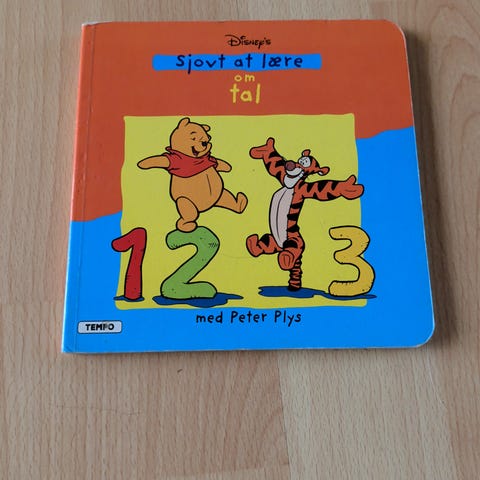 Disney's
sjovt at lære
om
tal
1 2 3
med Peter Plys
TEMPO